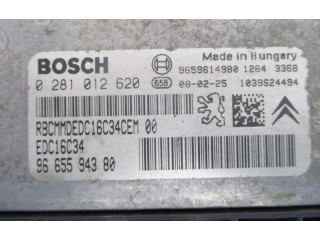 BOSCH
Made in Hungary
9659614980 1264 3368
0 281 012 620
658 08-02-25 1039S24494
RBCMMDEDC16C34CEM 00
EDC16C34
96 655 943 80